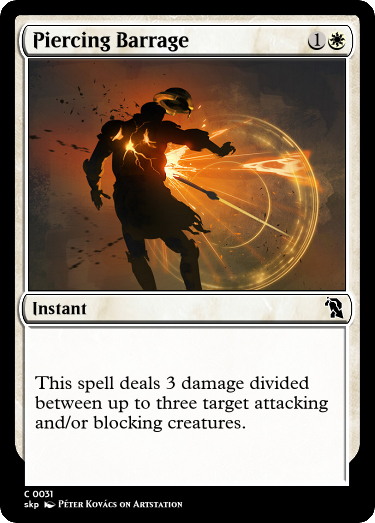 Piercing Barrage 1
Instant
This spell deals 3 damage divided
between up to three target attacking
and/or blocking creatures.
C 0031
skp Péter Kovács on Artstation